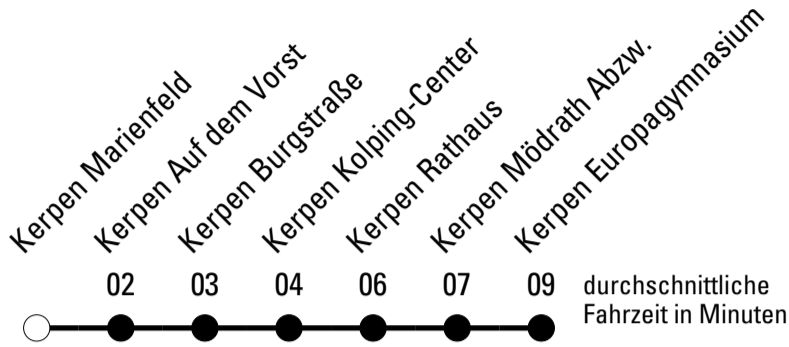 Kerpen Marienfeld
Kerpen Auf dem Vorst
Kerpen Burgstraße
Kerpen Kolping-Center
Kerpen Rathaus
Kerpen Mödrath Abzw.
Kerpen Europagymnasium
02 03 04 06 07 09
durchschnittliche
Fahrzeit in Minuten